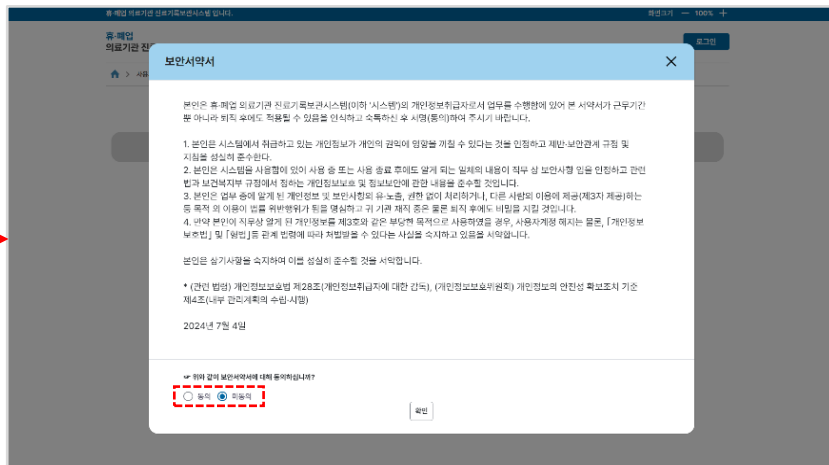 휴·폐업 의료기관 진료기록보관시스템 입니다.
화면크기 — 100% +
휴·폐업
의료기관 진
로그인
> 사용
보안서약서
본인은 휴·폐업 의료기관 진료기록보관시스템(이하 '시스템')의 개인정보취급자로서 업무를 수행함에 있어 본 서약서가 근무기간
뿐 아니라 퇴직 후에도 적용될 수 있음을 인식하고 숙독하신 후 서명(동의)하여 주시기 바랍니다.
1. 본인은 시스템에서 취급하고 있는 개인정보가 개인의 권익에 영향을 끼칠 수 있다는 것을 인정하고 제반·보안관계 규정 및
지침을 성실히 준수한다.
2. 본인은 시스템을 사용함에 있어 사용 중 또는 사용 종료 후에도 알게 되는 일체의 내용이 직무 상 보안사항 임을 인정하고 관련
법과 보건복지부 규정에서 정하는 개인정보보호 및 정보보안에 관한 내용을 준수할 것입니다.
3. 본인은 업무 중에 알게 된 개인정보 및 보안사항의 유·노출, 권한 없이 처리하거나, 다른 사람의 이용에 제공(제3자 제공)하는
등 목적 외 이용이 법률 위반행위가 됨을 명심하고 귀 기관 재직 중은 물론 퇴직 후에도 비밀을 지킬 것입니다.
4. 만약 본인이 직무상 알게 된 개인정보를 제3호와 같은 부당한 목적으로 사용하였을 경우, 사용자계정 해지는 물론, 「개인정보
보호법」 및 「형법」등 관계 법령에 따라 처벌받을 수 있다는 사실을 숙지하고 있음을 서약합니다.
본인은 상기사항을 숙지하여 이를 성실히 준수할 것을 서약합니다.
* (관련 법령) 개인정보보호법 제28조(개인정보취급자에 대한 감독), (개인정보보호위원회) 개인정보의 안전성 확보조치 기준
제4조(내부 관리계획의 수립·시행)
2024년 7월 4일
☞ 위와 같이 보안서약서에 대해 동의하십니까?
동의 미동의
확인